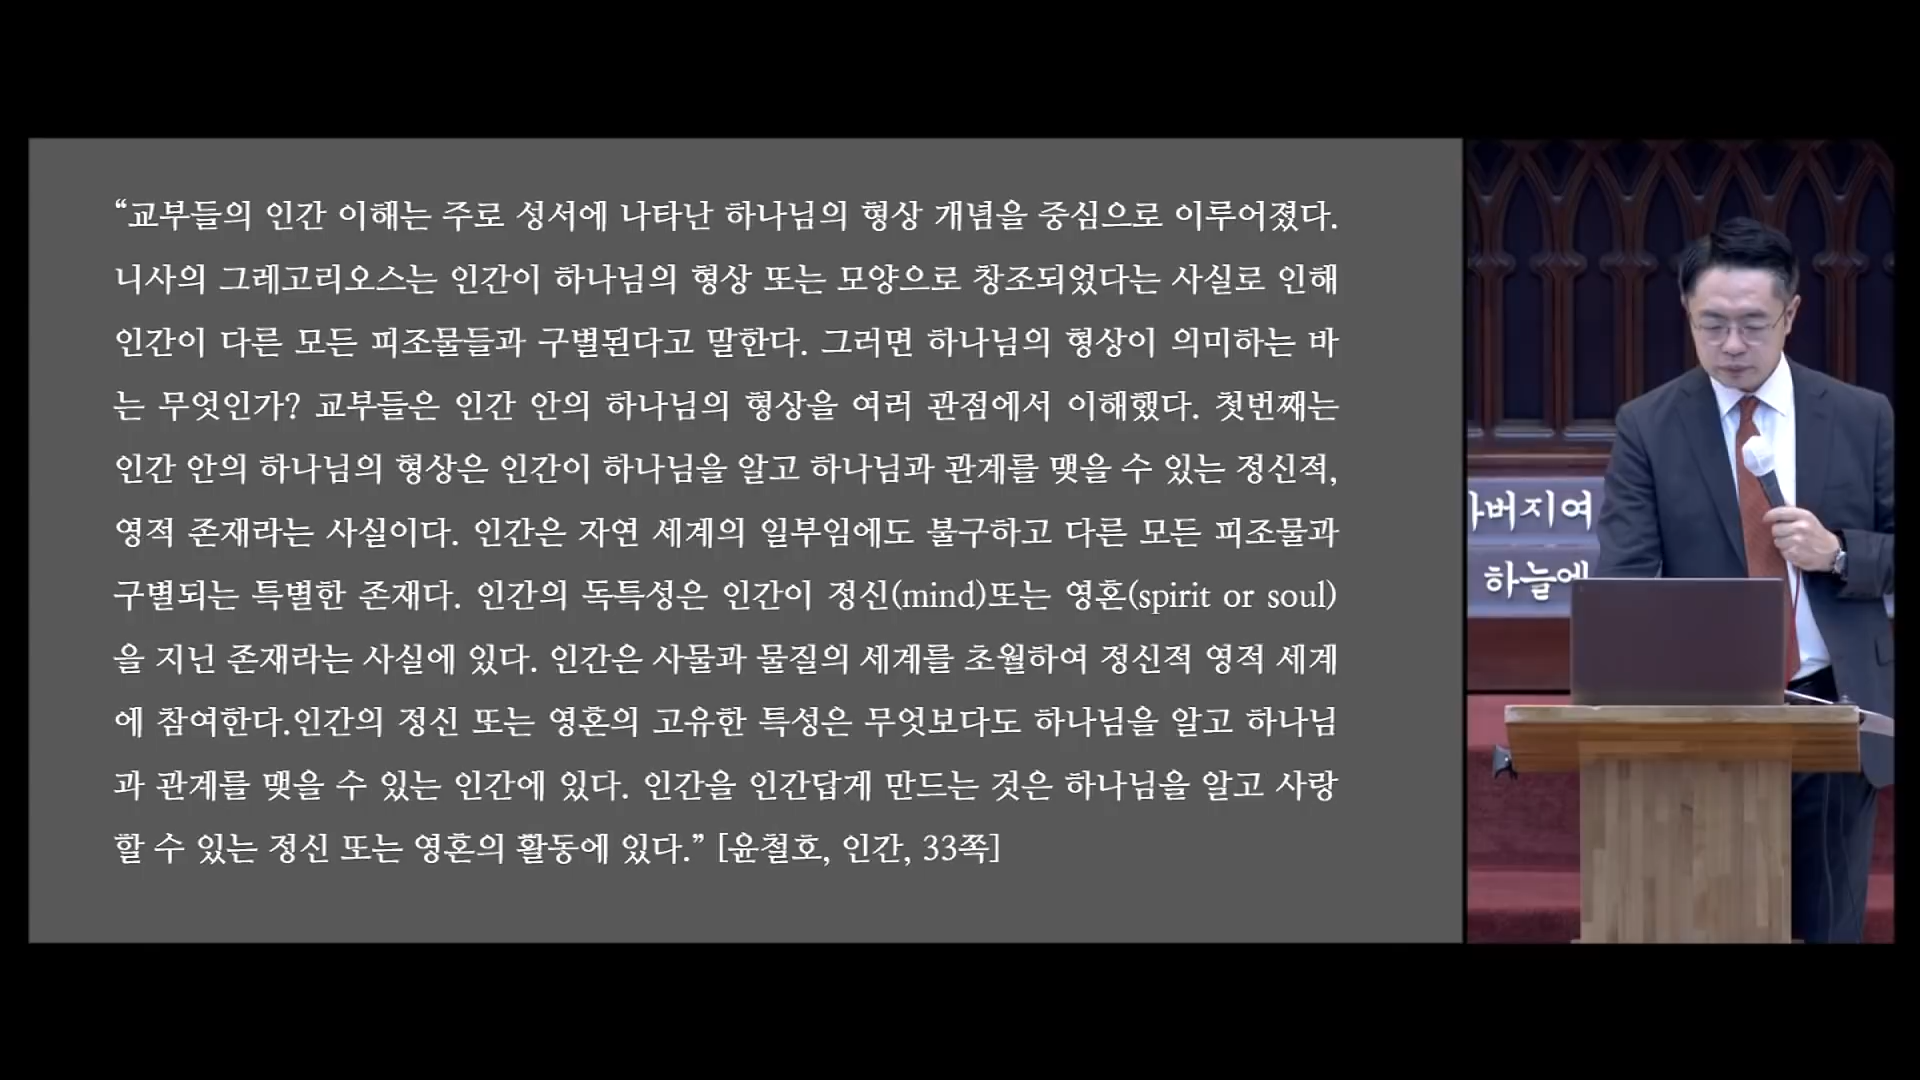 “교부들의 인간 이해는 주로 성서에 나타난 하나님의 형상 개념을 중심으로 이루어졌다.
니사의 그레고리오스는 인간이 하나님의 형상 또는 모양으로 창조되었다는 사실로 인해
인간이 다른 모든 피조물들과 구별된다고 말한다. 그러면 하나님의 형상이 의미하는 바
는 무엇인가? 교부들은 인간 안의 하나님의 형상을 여러 관점에서 이해했다. 첫번째는
인간 안의 하나님의 형상은 인간이 하나님을 알고 하나님과 관계를 맺을 수 있는 정신적,
영적 존재라는 사실이다. 인간은 자연 세계의 일부임에도 불구하고 다른 모든 피조물과
구별되는 특별한 존재다. 인간의 독특성은 인간이 정신(mind)또는 영혼(spirit or soul)
을 지닌 존재라는 사실에 있다. 인간은 사물과 물질의 세계를 초월하여 정신적 영적 세계
에 참여한다.인간의 정신 또는 영혼의 고유한 특성은 무엇보다도 하나님을 알고 하나님
과 관계를 맺을 수 있는 인간에 있다. 인간을 인간답게 만드는 것은 하나님을 알고 사랑
할 수 있는 정신 또는 영혼의 활동에 있다.” [윤철호, 인간, 33쪽]
버지여
하늘에